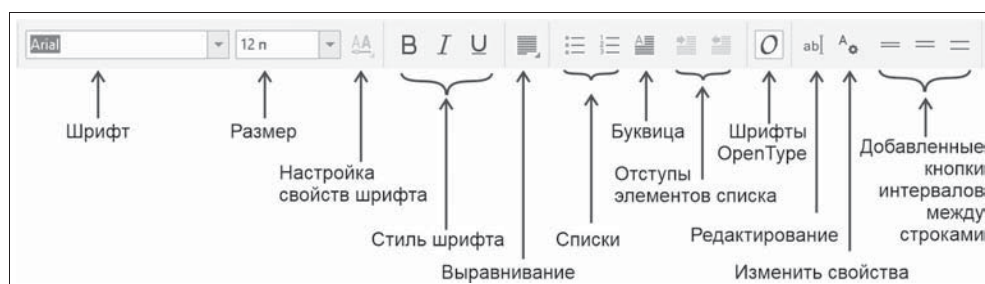 Arial 12 п AA B I U A O ab A
Шрифт
Размер
Настройка
свойств шрифта
Стиль шрифта
Выравнивание
Списки
Буквица
Отступы
элементов списка
Шрифты
OpenType
Редактирование
Изменить свойства
Добавленные
кнопки
интервалов
между
строками